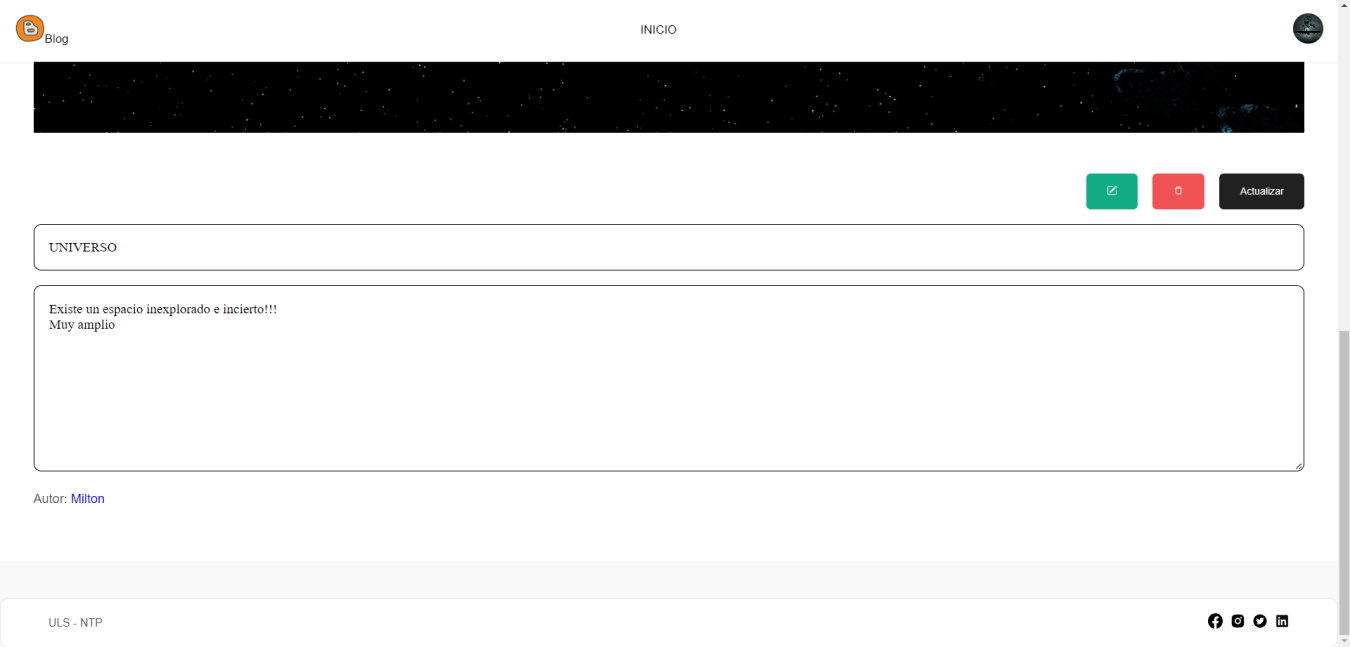 Blog
INICIO
Actualizar
UNIVERSO
Existe un espacio inexplorado e incierto!!!
Muy amplio
Autor: Milton
ULS - NTP